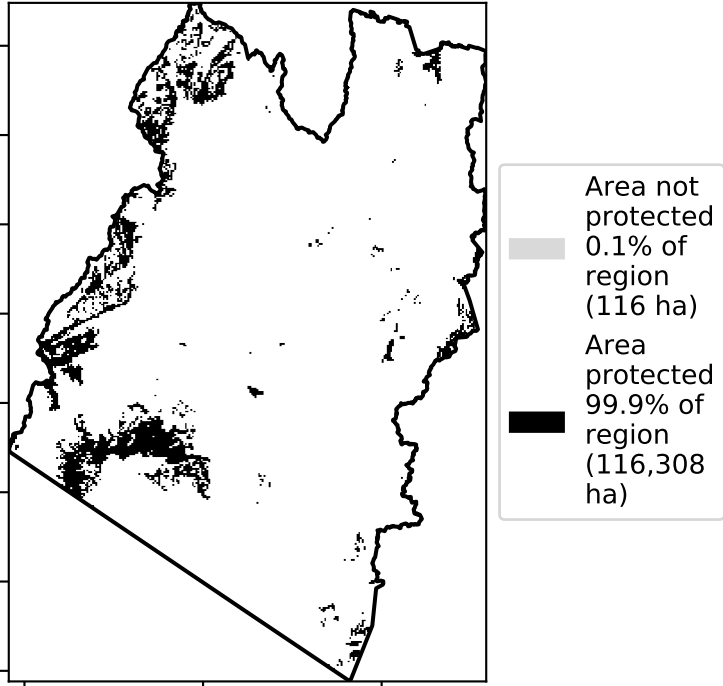 Area not
protected
0.1% of
region
(116 ha)
Area
protected
99.9% of
region
(116,308
ha)